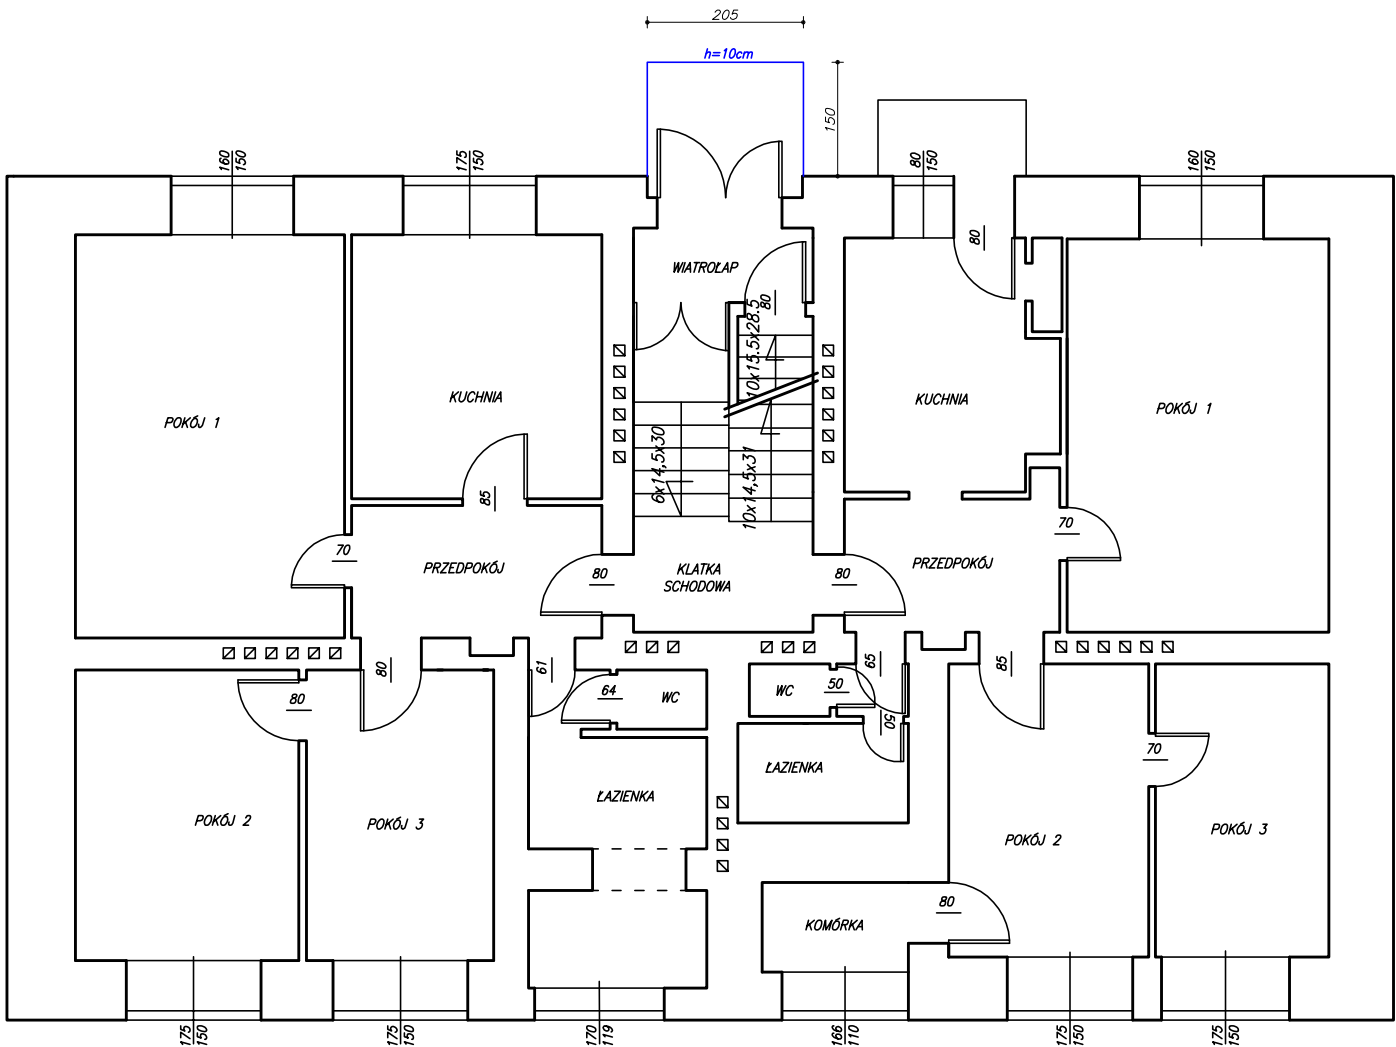 205
h=10cm
150
160
150
175
150
80
150
160
150
80
WIATROŁAP
80
10x15.5x28.5
KUCHNIA
KUCHNIA
POKÓJ 1
POKÓJ 1
6x14,5x30
10x14,5x31
85
70
70
PRZEDPOKÓJ
KLATKA
SCHODOWA
PRZEDPOKÓJ
80
80
80
61
65
85
80
64
WC
WC
50
50
70
ŁAZIENKA
ŁAZIENKA
POKÓJ 2
POKÓJ 3
POKÓJ 2
POKÓJ 3
80
KOMÓRKA
175
150
175
150
170
119
166
110
175
150
175
150